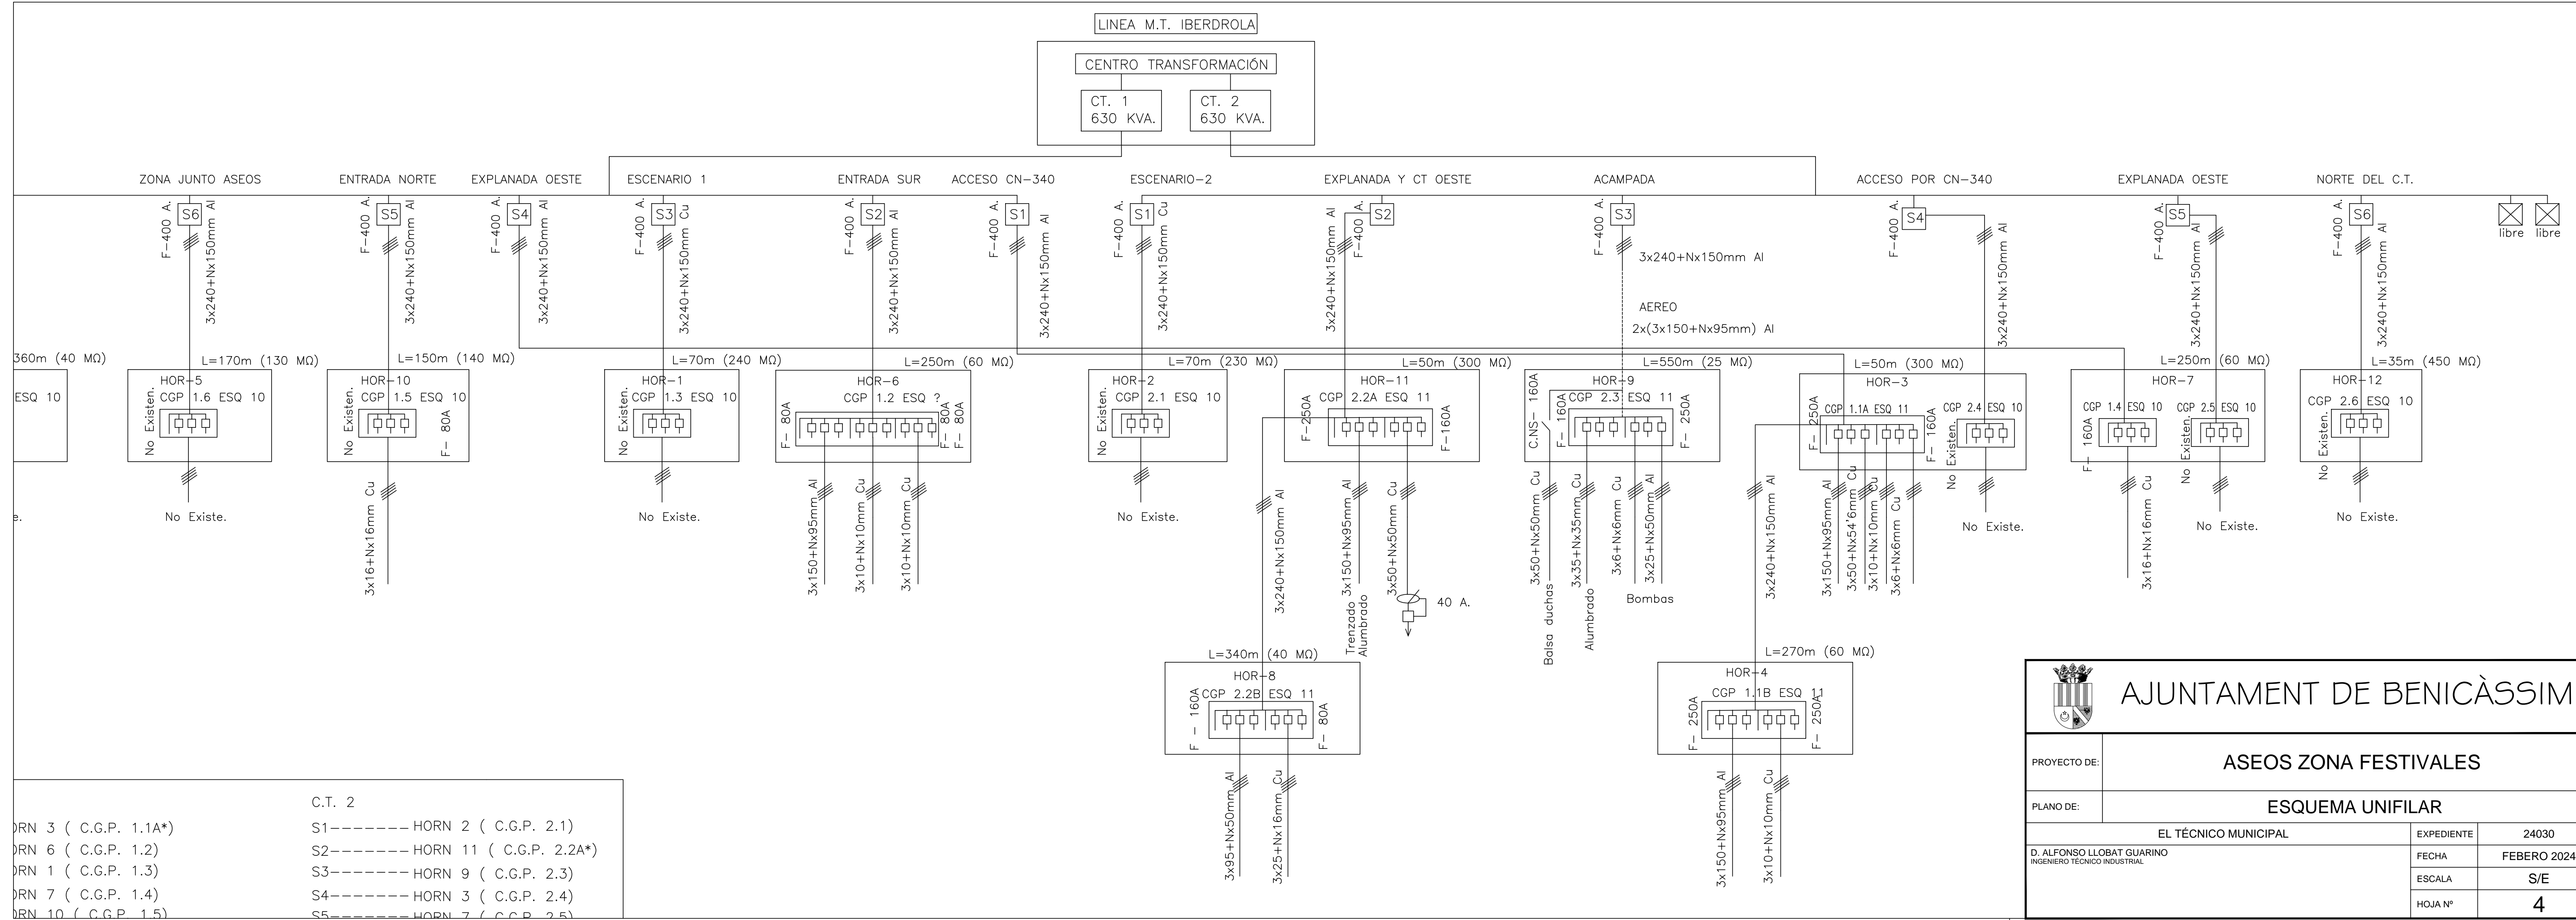 LINEA M.T. IBERDROLA
CENTRO TRANSFORMACIÓN
CT. 1
630 KVA.
CT. 2
630 KVA.
ZONA JUNTO ASEOS
ENTRADA NORTE
EXPLANADA OESTE
ESCENARIO 1
ENTRADA SUR
ACCESO CN-340
ESCENARIO-2
EXPLANADA Y CT OESTE
ACAMPADA
ACCESO POR CN-340
EXPLANADA OESTE
NORTE DEL C.T.
F-400 A.
S6
3x240+Nx150mm Al
F-400 A.
S5
3x240+Nx150mm Al
F-400 A.
S4
3x240+Nx150mm Al
F-400 A.
S3
3x240+Nx150mm Cu
F-400 A.
S2
3x240+Nx150mm Al
F-400 A.
S1
3x240+Nx150mm Al
F-400 A.
S1
3x240+Nx150mm Cu
3x240+Nx150mm Al
F-400 A.
S2
F-400 A.
S3
3x240+Nx150mm Al
AEREO
2x(3x150+Nx95mm) Al
F-400 A.
S4
3x240+Nx150mm Al
F-400 A.
S5
3x240+Nx150mm Al
F-400 A.
S6
3x240+Nx150mm Al
libre
libre
360m (40 MΩ)
ESQ 10
e.
L=170m (130 MΩ)
HOR-5
CGP 1.6 ESQ 10
No Existen.
No Existe.
L=150m (140 MΩ)
HOR-10
CGP 1.5 ESQ 10
No Existen.
F- 80A
3x16+Nx16mm Cu
L=70m (240 MΩ)
HOR-1
CGP 1.3 ESQ 10
No Existen.
No Existe.
L=250m (60 MΩ)
HOR-6
CGP 1.2 ESQ ?
F- 80A
F- 80A
F- 80A
3x150+Nx95mm Al
3x10+Nx10mm Cu
3x10+Nx10mm Cu
L=70m (230 MΩ)
HOR-2
CGP 2.1 ESQ 10
No Existen.
No Existe.
L=50m (300 MΩ)
HOR-11
CGP 2.2A ESQ 11
F-250A
F-160A
3x240+Nx150mm Al
3x150+Nx95mm Al
Trenzado
Alumbrado
3x50+Nx50mm Cu
40 A.
L=550m (25 MΩ)
HOR-9
CGP 2.3 ESQ 11
C.NS- 160A
F- 160A
F- 250A
3x50+Nx50mm Cu
Balsa duchas
3x35+Nx35mm Cu
Alumbrado
3x6+Nx6mm Cu
3x25+Nx50mm Al
Bombas
L=50m (300 MΩ)
HOR-3
CGP 1.1A ESQ 11
CGP 2.4 ESQ 10
F- 250A
F- 160A
No Existen.
3x240+Nx150mm Al
3x150+Nx95mm Al
3x50+Nx54'6mm Cu
3x10+Nx10mm Cu
3x6+Nx6mm Cu
No Existe.
L=250m (60 MΩ)
HOR-7
CGP 1.4 ESQ 10
CGP 2.5 ESQ 10
F- 160A
No Existen.
3x16+Nx16mm Cu
No Existe.
L=35m (450 MΩ)
HOR-12
CGP 2.6 ESQ 10
No Existen.
No Existe.
L=340m (40 MΩ)
HOR-8
CGP 2.2B ESQ 11
F - 160A
F- 80A
3x95+Nx50mm Al
3x25+Nx16mm Cu
L=270m (60 MΩ)
HOR-4
CGP 1.1B ESQ 11
F- 250A
F- 250A
3x150+Nx95mm Al
3x10+Nx10mm Cu
ORN 3 ( C.G.P. 1.1A*)
ORN 6 ( C.G.P. 1.2)
ORN 1 ( C.G.P. 1.3)
ORN 7 ( C.G.P. 1.4)
ORN 10 ( C.G.P. 1.5)
C.T. 2
S1------- HORN 2 ( C.G.P. 2.1)
S2------- HORN 11 ( C.G.P. 2.2A*)
S3------- HORN 9 ( C.G.P. 2.3)
S4------- HORN 3 ( C.G.P. 2.4)
S5------- HORN 7 ( C.G.P. 2.5)
AJUNTAMENT DE BENICÀSSIM
PROYECTO DE:
ASEOS ZONA FESTIVALES
PLANO DE:
ESQUEMA UNIFILAR
EL TÉCNICO MUNICIPAL
D. ALFONSO LLOBAT GUARINO
INGENIERO TÉCNICO INDUSTRIAL
EXPEDIENTE 24030
FECHA FEBERO 2024
ESCALA S/E
HOJA Nº 4